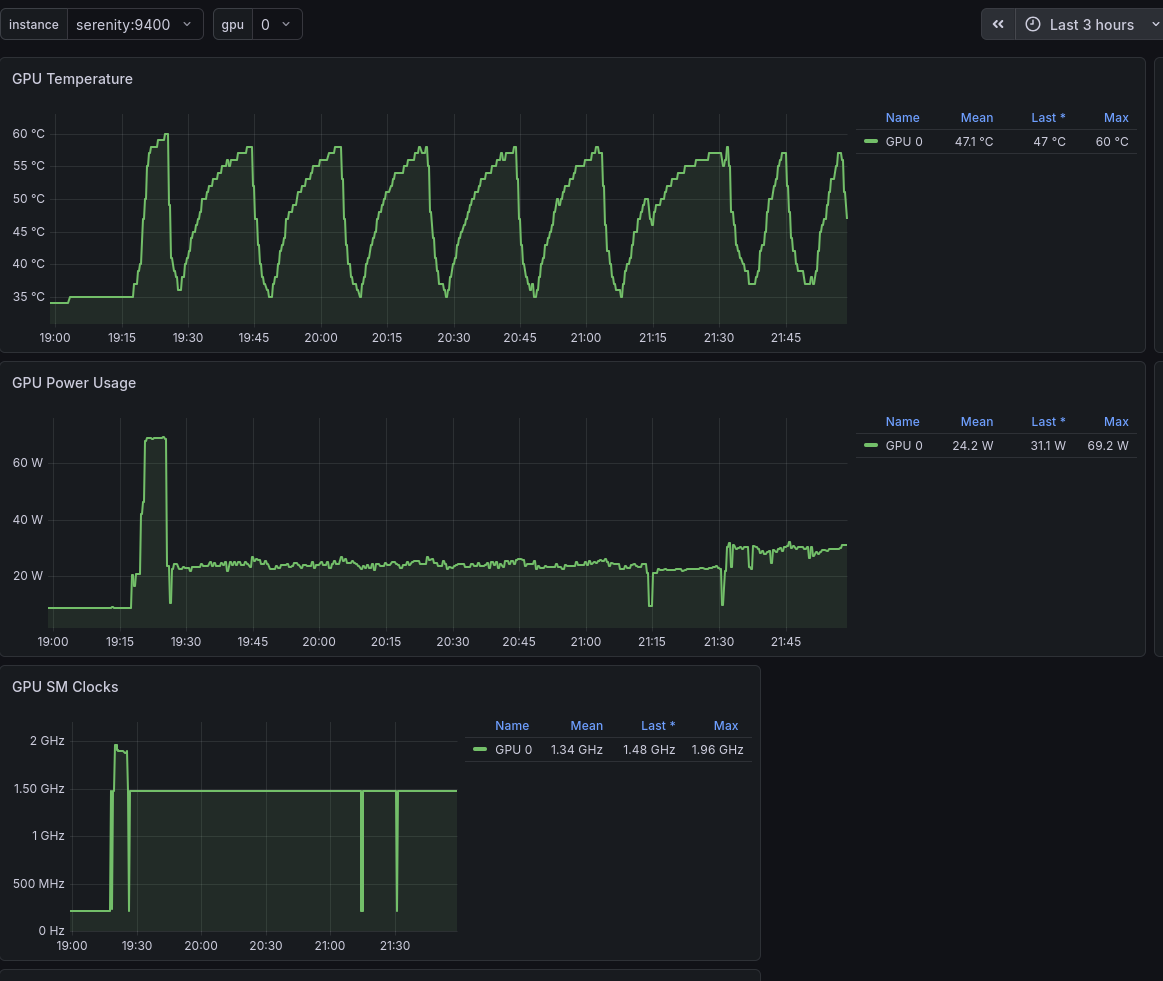 instance serenity:9400 gpu 0 Last 3 hours
GPU Temperature
Name Mean Last * Max
GPU 0 47.1 °C 47 °C 60 °C
60 °C
55 °C
50 °C
45 °C
40 °C
35 °C
19:00 19:15 19:30 19:45 20:00 20:15 20:30 20:45 21:00 21:15 21:30 21:45
GPU Power Usage
Name Mean Last * Max
GPU 0 24.2 W 31.1 W 69.2 W
60 W
40 W
20 W
19:00 19:15 19:30 19:45 20:00 20:15 20:30 20:45 21:00 21:15 21:30 21:45
GPU SM Clocks
Name Mean Last * Max
GPU 0 1.34 GHz 1.48 GHz 1.96 GHz
2 GHz
1.50 GHz
1 GHz
500 MHz
0 Hz
19:00 19:30 20:00 20:30 21:00 21:30